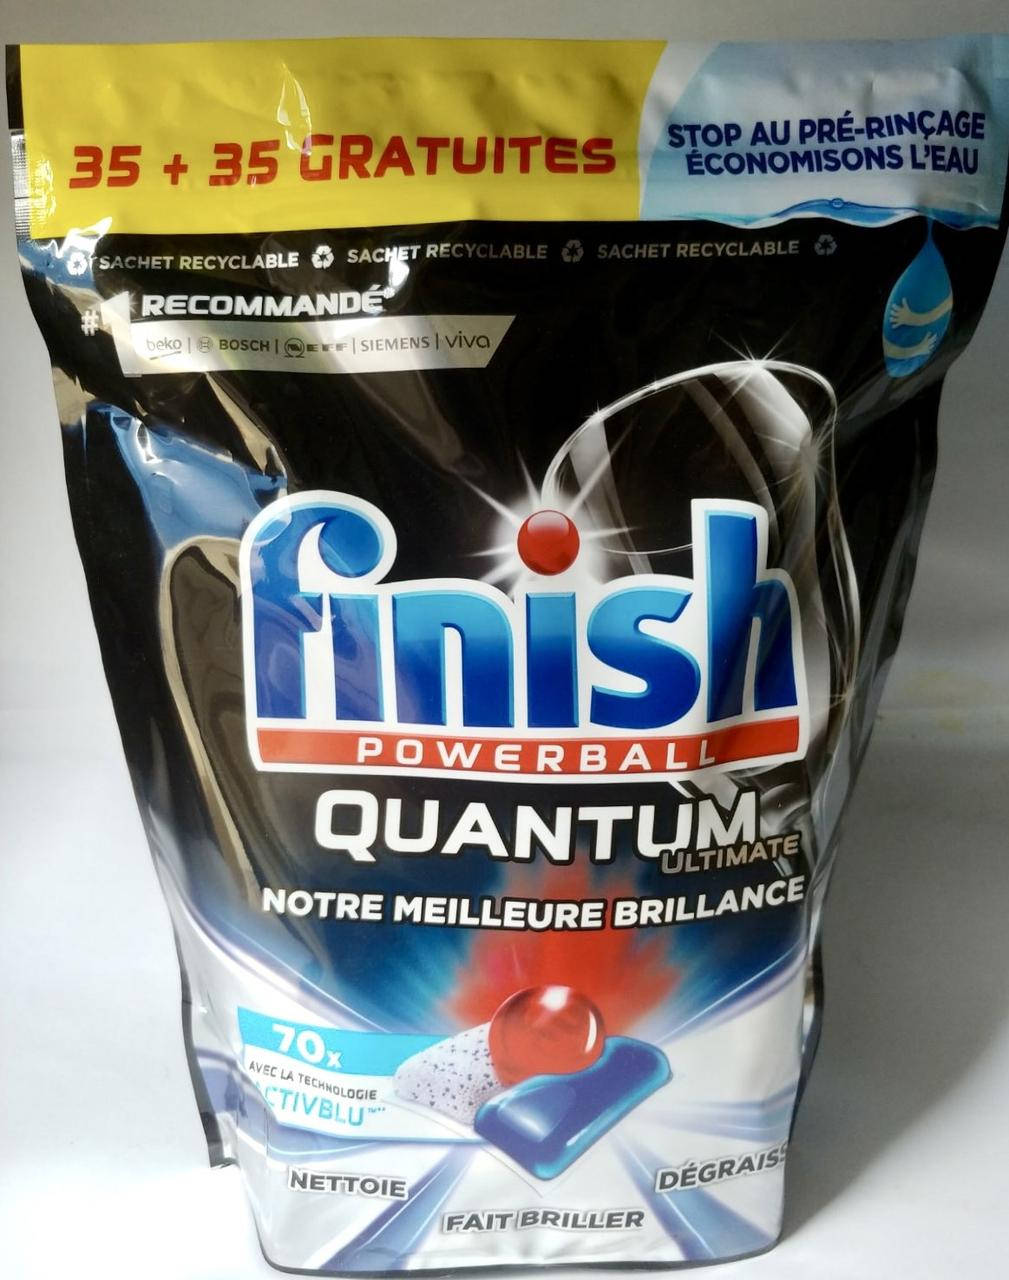 35 + 35 GRATUITES
STOP AU PRÉ-RINÇAGE
ÉCONOMISONS L'EAU
SACHET RECYCLABLE SACHET RECYCLABLE SACHET RECYCLABLE
#1 RECOMMANDÉ*
beko | BOSCH | NEFF | SIEMENS | viva
finish
POWERBALL
QUANTUM
ULTIMATE
NOTRE MEILLEURE BRILLANCE
70x
AVEC LA TECHNOLOGIE
CTIVBLU™**
NETTOIE
DÉGRAISS
FAIT BRILLER